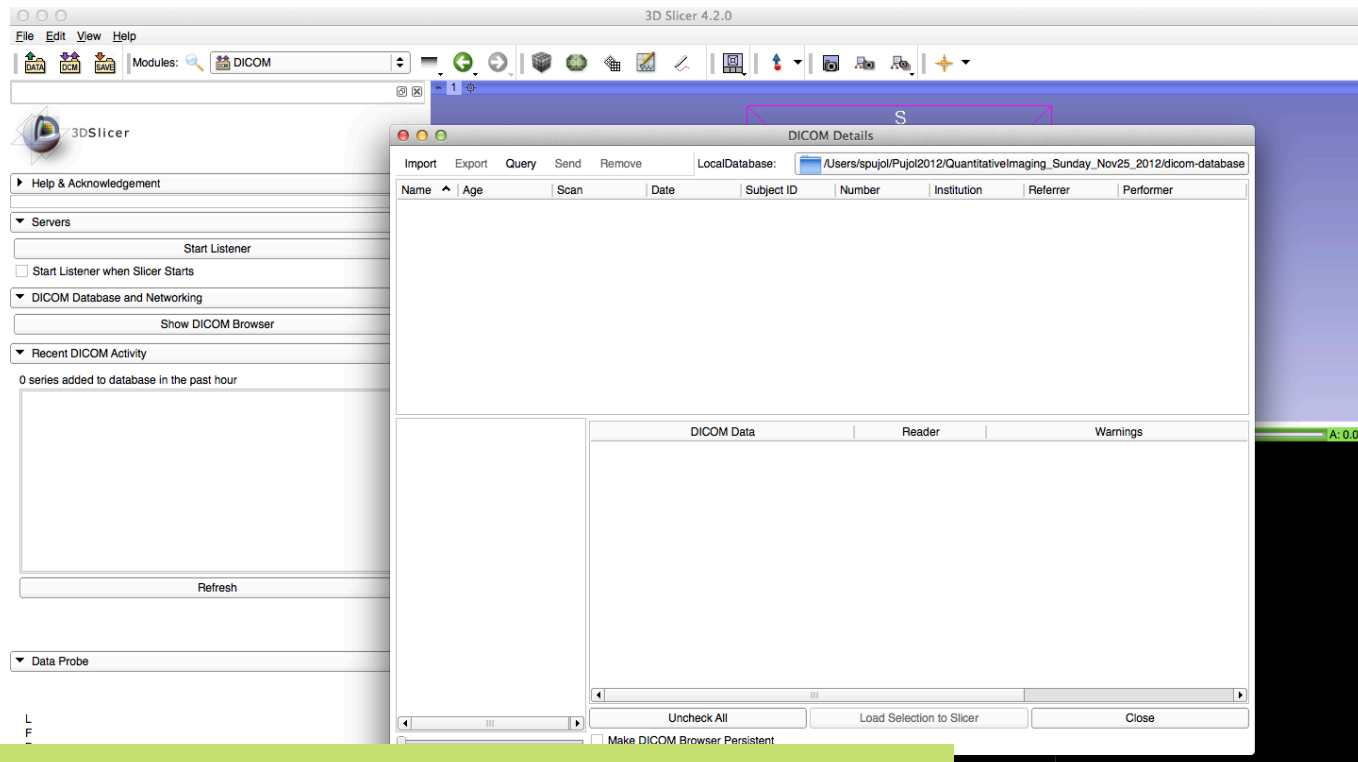 3D Slicer 4.2.0
File Edit View Help
DATA DCM SAVE Modules: DICOM
1
S
3DSlicer
DICOM Details
Import Export Query Send Remove LocalDatabase: /Users/spujol/Pujol2012/QuantitativeImaging_Sunday_Nov25_2012/dicom-database
Help & Acknowledgement
Name Age Scan Date Subject ID Number Institution Referrer Performer
Servers
Start Listener
Start Listener when Slicer Starts
DICOM Database and Networking
Show DICOM Browser
Recent DICOM Activity
0 series added to database in the past hour
DICOM Data Reader Warnings
A: 0.0
Refresh
Data Probe
L
F
Uncheck All Load Selection to Slicer Close
Make DICOM Browser Persistent